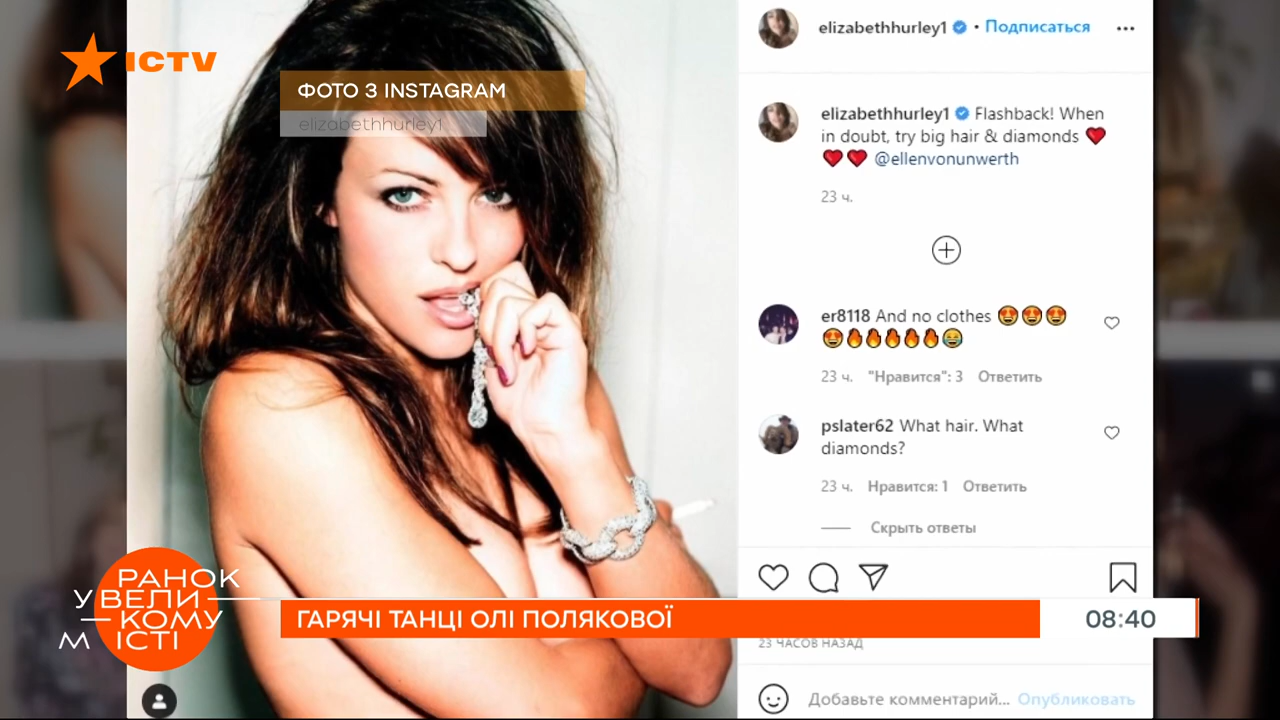 ICTV
ФОТО З INSTAGRAM
elizabethhurley1
elizabethhurley1 • Подписаться
elizabethhurley1 Flashback! When
in doubt, try big hair & diamonds ❤️
❤️❤️ @ellenvonunwerth
23 ч.
er8118 And no clothes 😍😍😍
😍🔥🔥🔥🔥🔥😂
23 ч. "Нравится": 3 Ответить
pslater62 What hair. What
diamonds?
23 ч. Нравится: 1 Ответить
Скрыть ответы
РАНОК
У ВЕЛИ
КОМУ
МІСТІ
ГАРЯЧІ ТАНЦІ ОЛІ ПОЛЯКОВОЇ
08:40
23 ЧАСОВ НАЗАД
Добавьте комментарий... Опубликовать